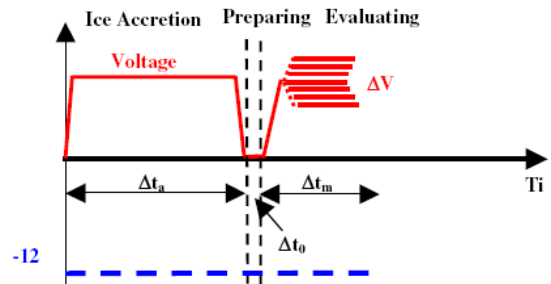 Ice Accretion Preparing Evaluating
Voltage
ΔV
Δtₐ
Δtₘ
Ti
Δt₀
-12